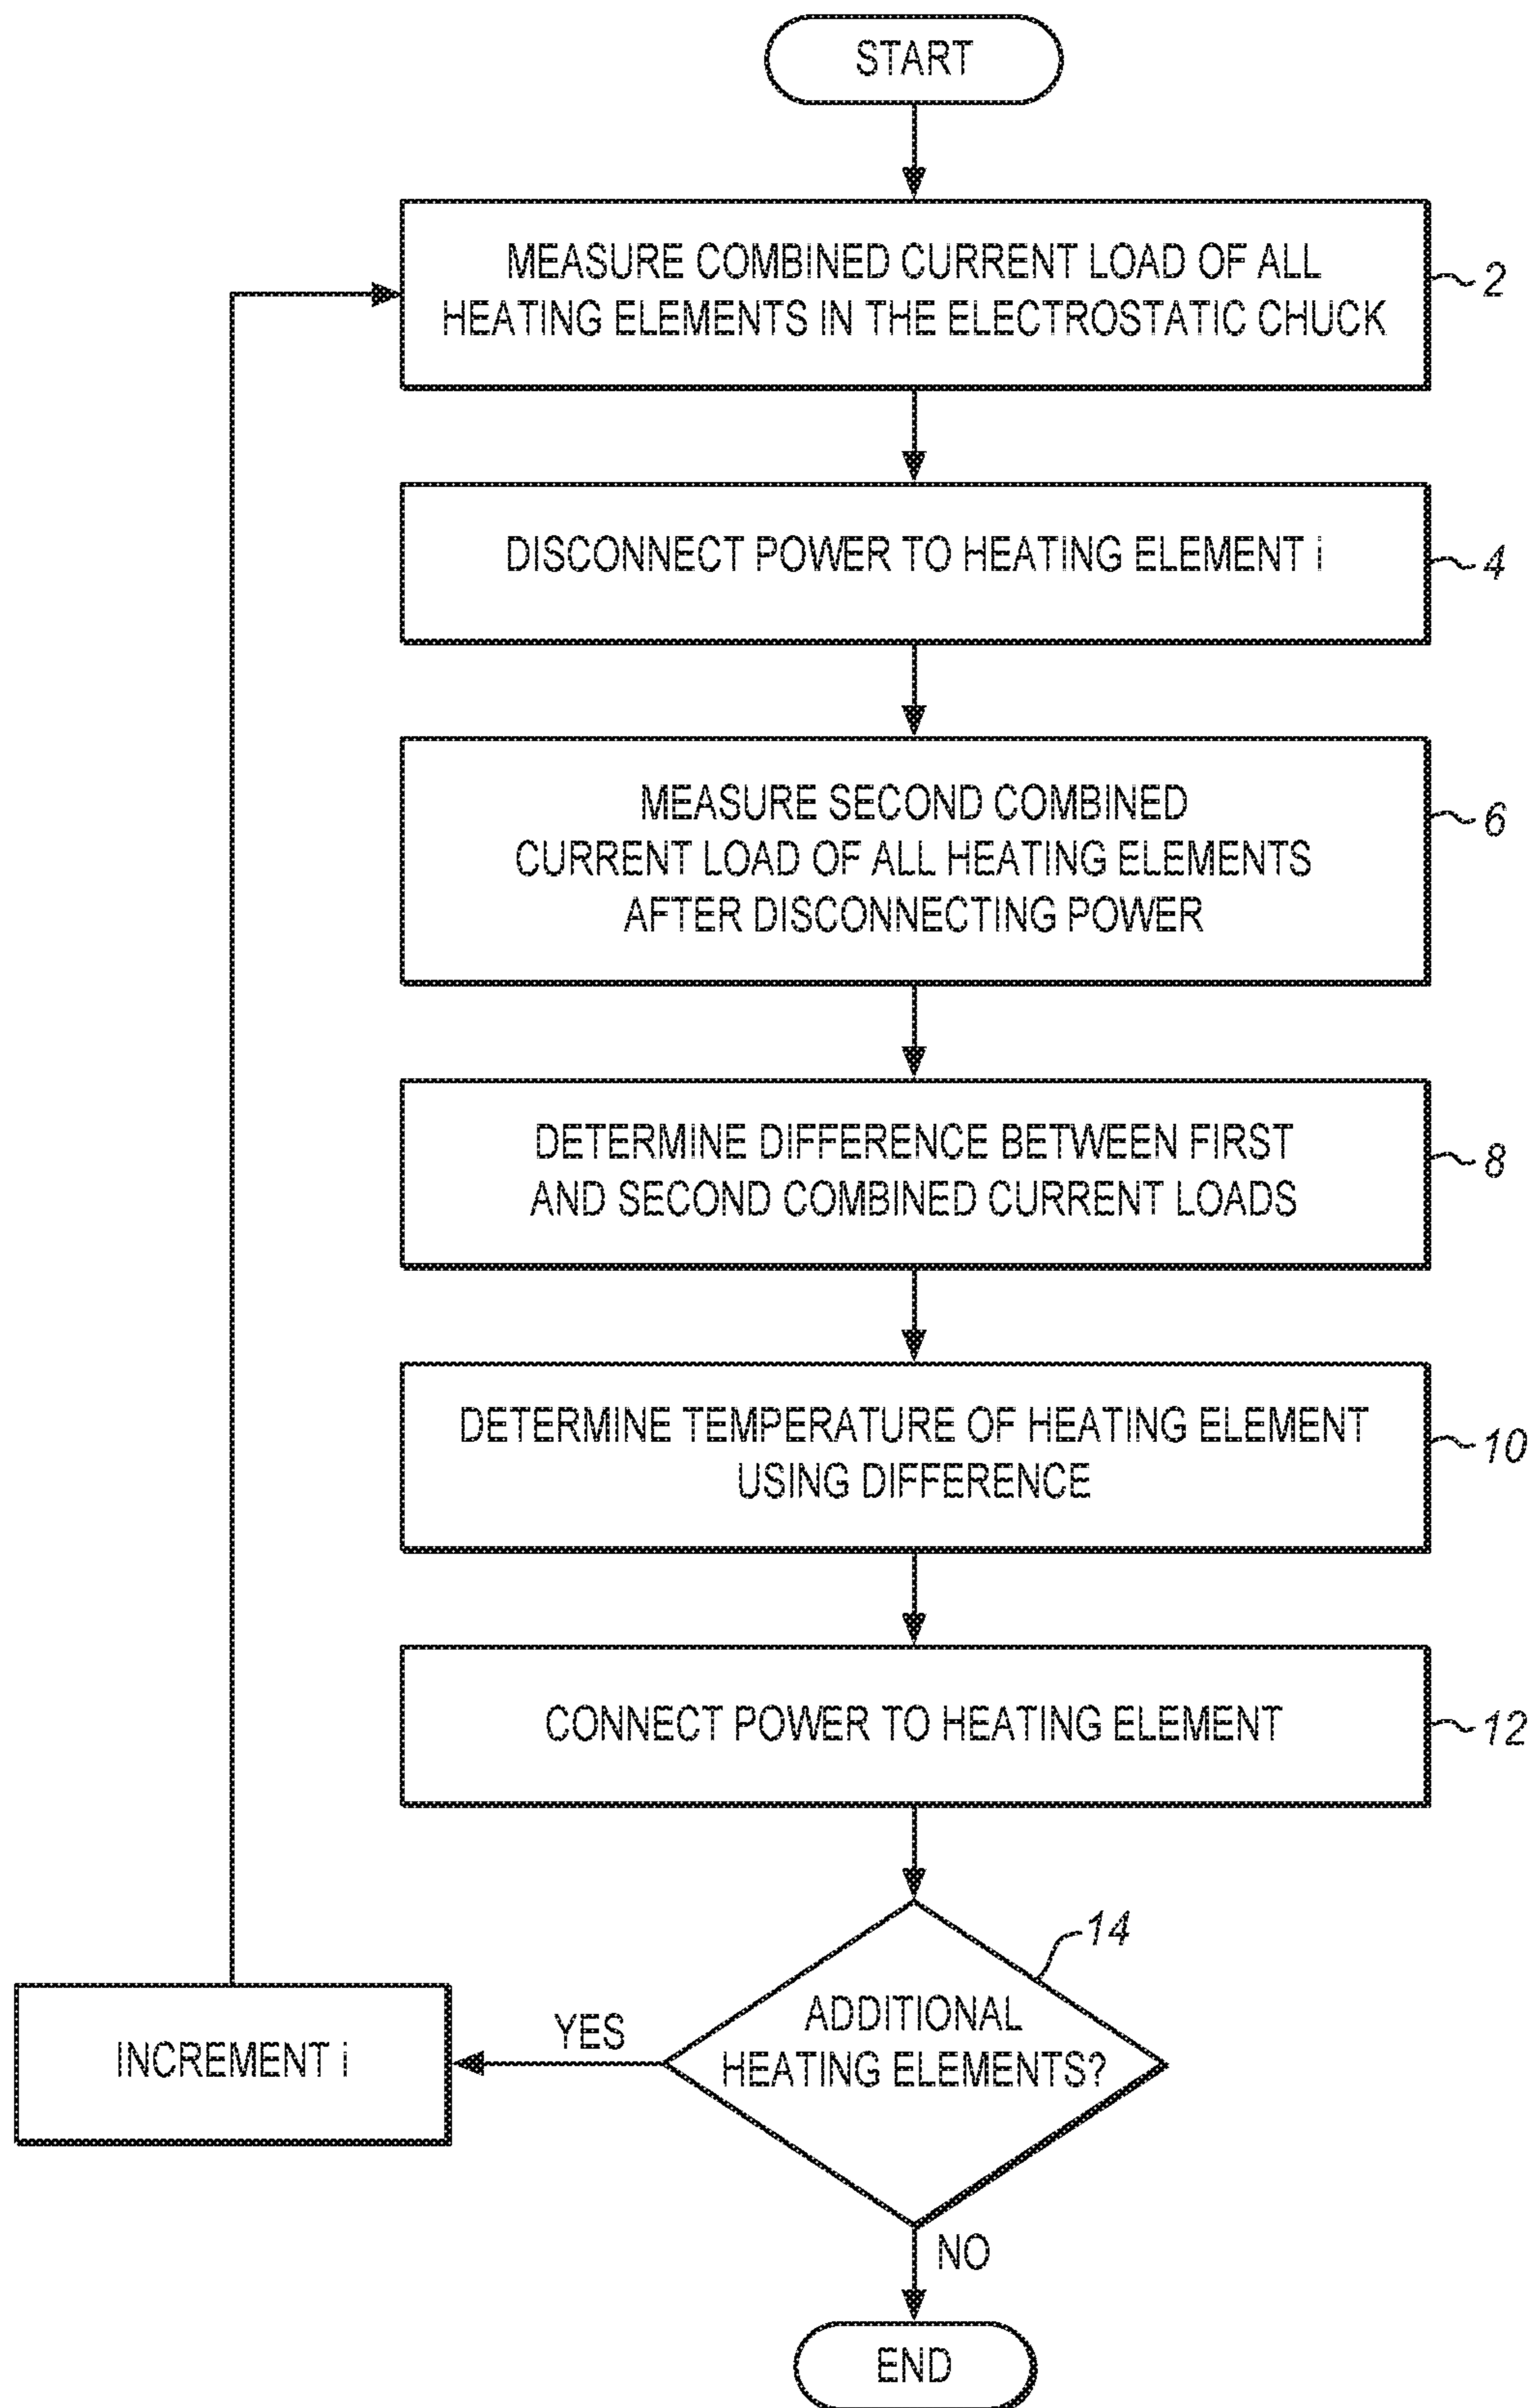 START
MEASURE COMBINED CURRENT LOAD OF ALL
HEATING ELEMENTS IN THE ELECTROSTATIC CHUCK
2
DISCONNECT POWER TO HEATING ELEMENT i
4
MEASURE SECOND COMBINED
CURRENT LOAD OF ALL HEATING ELEMENTS
AFTER DISCONNECTING POWER
6
DETERMINE DIFFERENCE BETWEEN FIRST
AND SECOND COMBINED CURRENT LOADS
8
DETERMINE TEMPERATURE OF HEATING ELEMENT
USING DIFFERENCE
10
CONNECT POWER TO HEATING ELEMENT
12
14
ADDITIONAL
HEATING ELEMENTS?
YES
INCREMENT i
NO
END